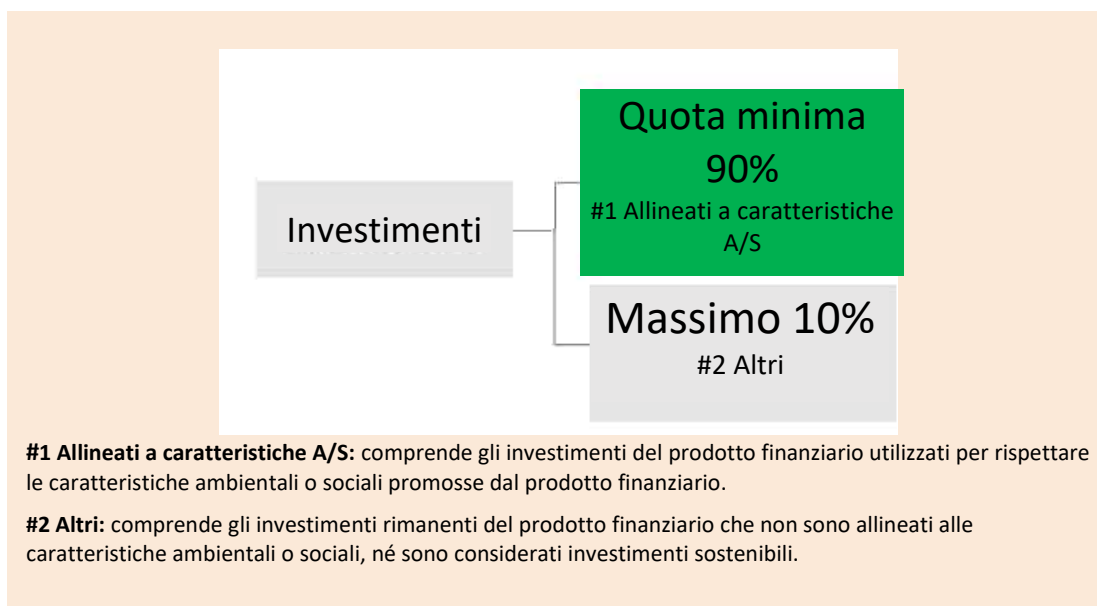 Quota minima
90%
#1 Allineati a caratteristiche
A/S
Investimenti
Massimo 10%
#2 Altri
#1 Allineati a caratteristiche A/S: comprende gli investimenti del prodotto finanziario utilizzati per rispettare
le caratteristiche ambientali o sociali promosse dal prodotto finanziario.
#2 Altri: comprende gli investimenti rimanenti del prodotto finanziario che non sono allineati alle
caratteristiche ambientali o sociali, né sono considerati investimenti sostenibili.